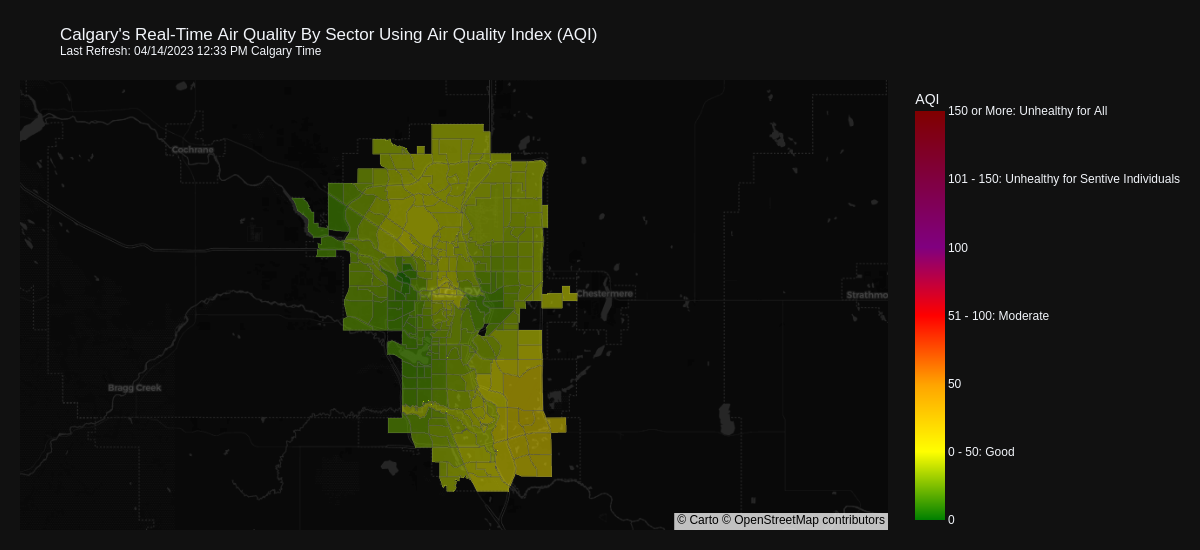 Calgary's Real-Time Air Quality By Sector Using Air Quality Index (AQI)
Last Refresh: 04/14/2023 12:33 PM Calgary Time
AQI
150 or More: Unhealthy for All
Cochrane
101 - 150: Unhealthy for Sentive Individuals
100
CALGARY
Chestermere
Strathmo
51 - 100: Moderate
50
Bragg Creek
0 - 50: Good
0
© Carto © OpenStreetMap contributors